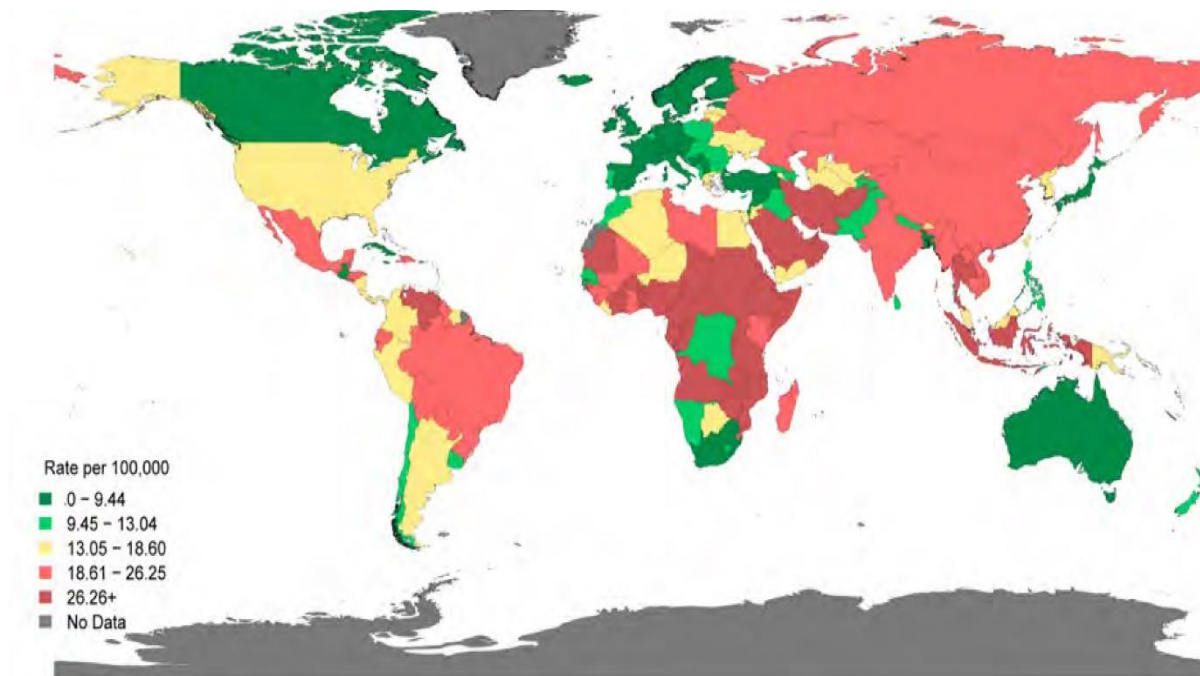 Rate per 100,000
.0 – 9.44
9.45 – 13.04
13.05 – 18.60
18.61 – 26.25
26.26+
No Data